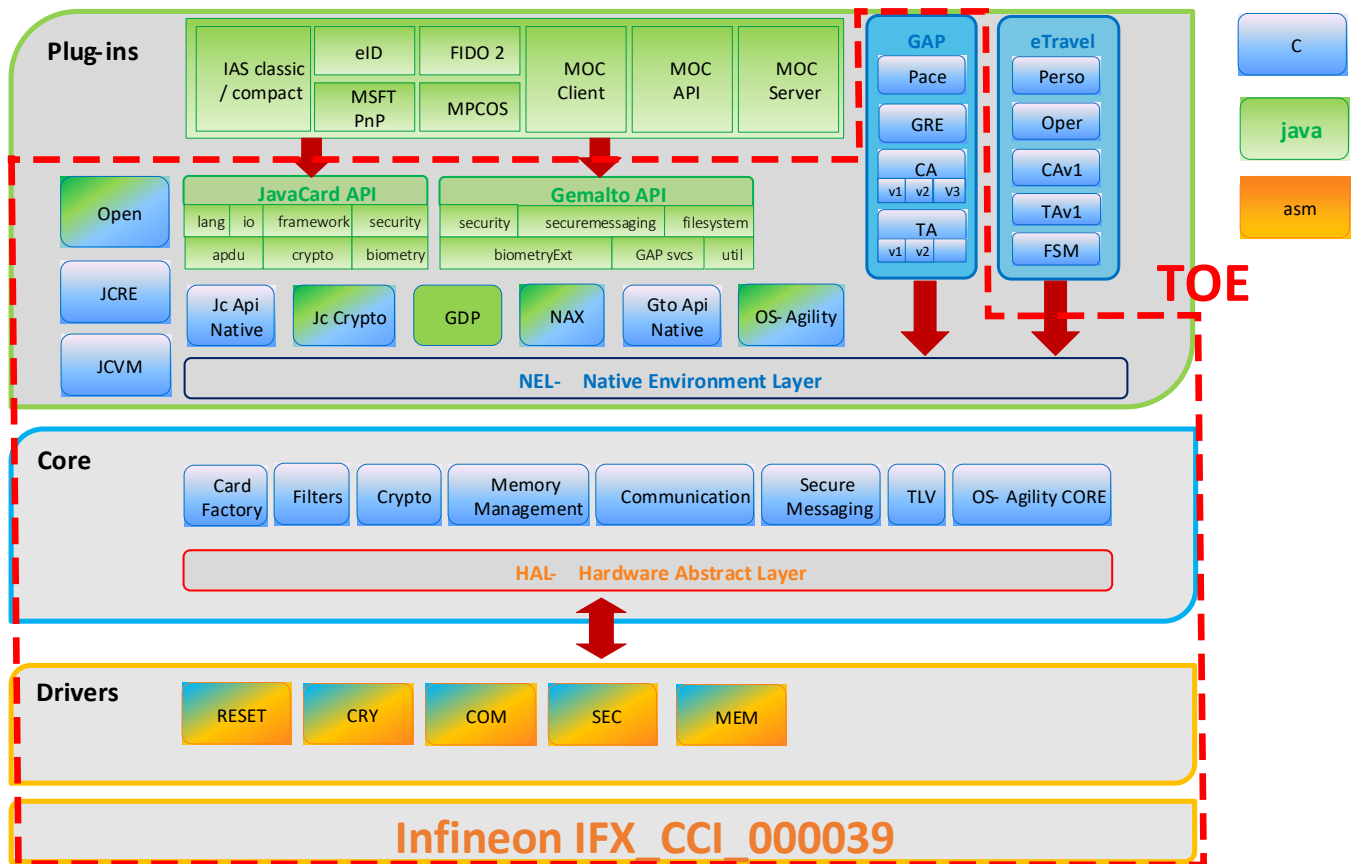 Plug-ins
IAS classic
/ compact
eID
FIDO 2
MSFT
PnP
MPCOS
MOC
Client
MOC
API
MOC
Server
GAP
Pace
GRE
CA
v1 v2 V3
TA
v1 v2
eTravel
Perso
Oper
CAv1
TAv1
FSM
C
java
asm
TOE
Open
JCRE
JCVM
JavaCard API
lang io framework security
apdu crypto biometry
Gemalto API
security securemessaging filesystem
biometryExt GAP svcs util
Jc Api
Native
Jc Crypto
GDP
NAX
Gto Api
Native
OS- Agility
NEL- Native Environment Layer
Core
Card
Factory
Filters
Crypto
Memory
Management
Communication
Secure
Messaging
TLV
OS- Agility CORE
HAL- Hardware Abstract Layer
Drivers
RESET
CRY
COM
SEC
MEM
Infineon IFX_CCI_000039